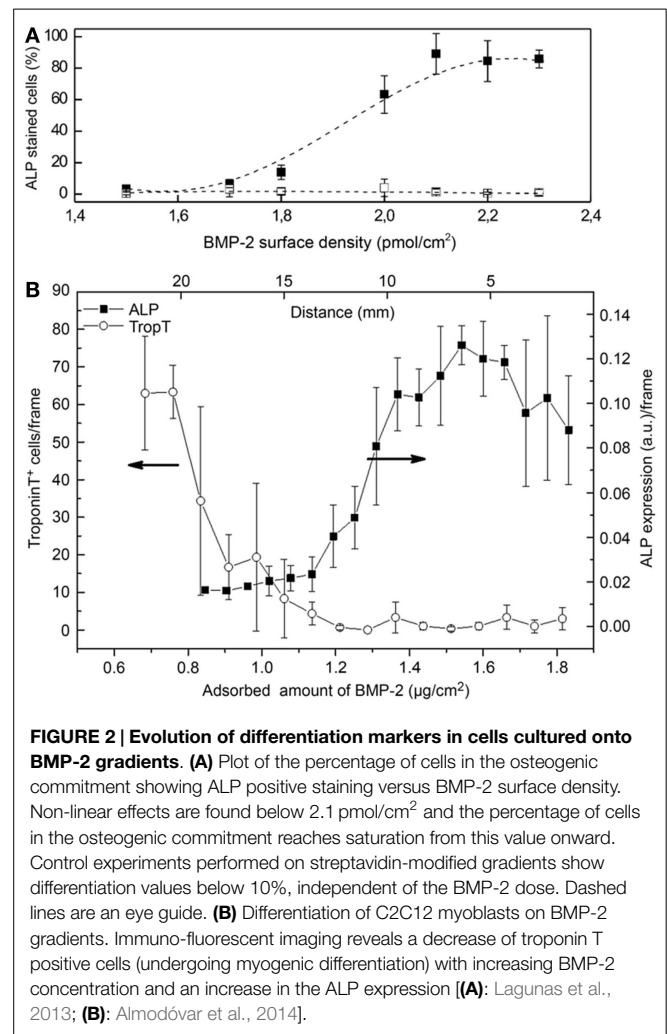 A
100
80
60
40
20
0
ALP stained cells (%)
1,4 1,6 1,8 2,0 2,2 2,4
BMP-2 surface density (pmol/cm²)
B
20 15 10 5
Distance (mm)
ALP
TropT
90
80
70
60
50
40
30
20
10
0
TroponinT⁺ cells/frame
0.14
0.12
0.10
0.08
0.06
0.04
0.02
0.00
ALP expression (a.u.)/frame
0.6 0.8 1.0 1.2 1.4 1.6 1.8
Adsorbed amount of BMP-2 (µg/cm²)
FIGURE 2 | Evolution of differentiation markers in cells cultured onto
BMP-2 gradients. (A) Plot of the percentage of cells in the osteogenic
commitment showing ALP positive staining versus BMP-2 surface density.
Non-linear effects are found below 2.1 pmol/cm² and the percentage of cells
in the osteogenic commitment reaches saturation from this value onward.
Control experiments performed on streptavidin-modified gradients show
differentiation values below 10%, independent of the BMP-2 dose. Dashed
lines are an eye guide. (B) Differentiation of C2C12 myoblasts on BMP-2
gradients. Immuno-fluorescent imaging reveals a decrease of troponin T
positive cells (undergoing myogenic differentiation) with increasing BMP-2
concentration and an increase in the ALP expression [(A): Lagunas et al.,
2013; (B): Almodóvar et al., 2014].